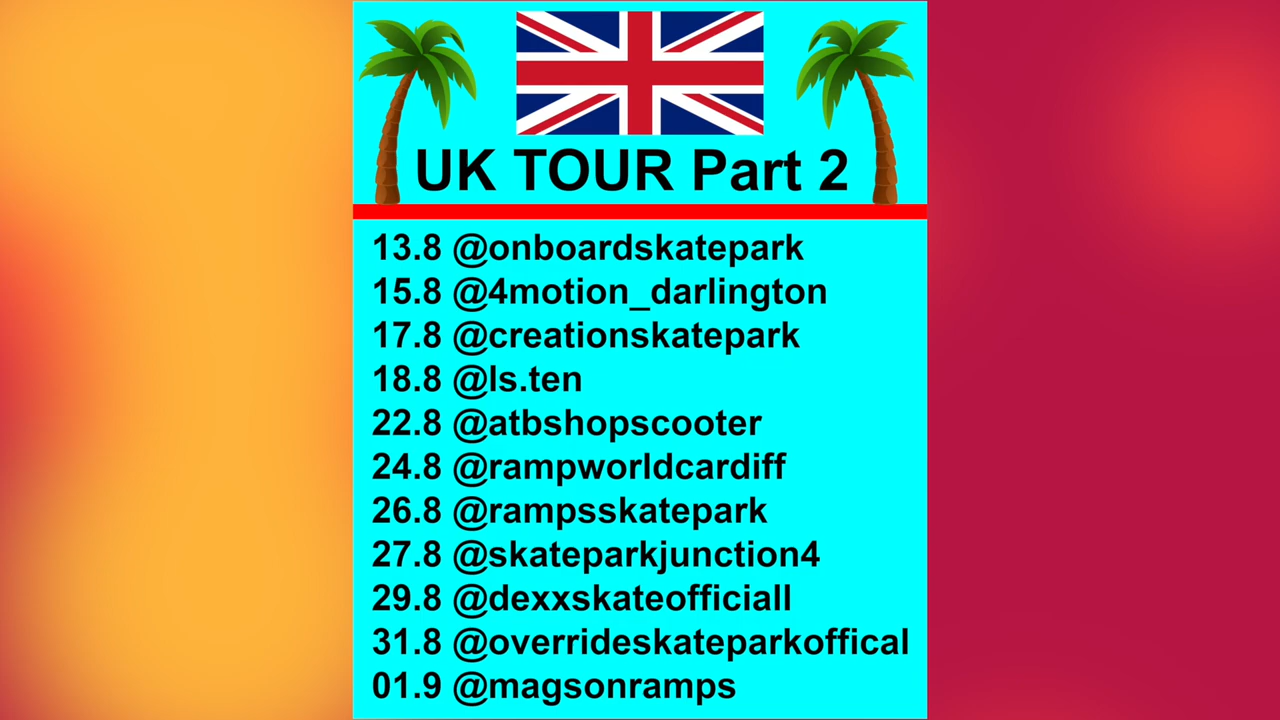 UK TOUR Part 2
13.8 @onboardskatepark
15.8 @4motion_darlington
17.8 @creationskatepark
18.8 @ls.ten
22.8 @atbshopscooter
24.8 @rampworldcardiff
26.8 @rampsskatepark
27.8 @skateparkjunction4
29.8 @dexxskateofficiall
31.8 @overrideskateparkoffical
01.9 @magsonramps